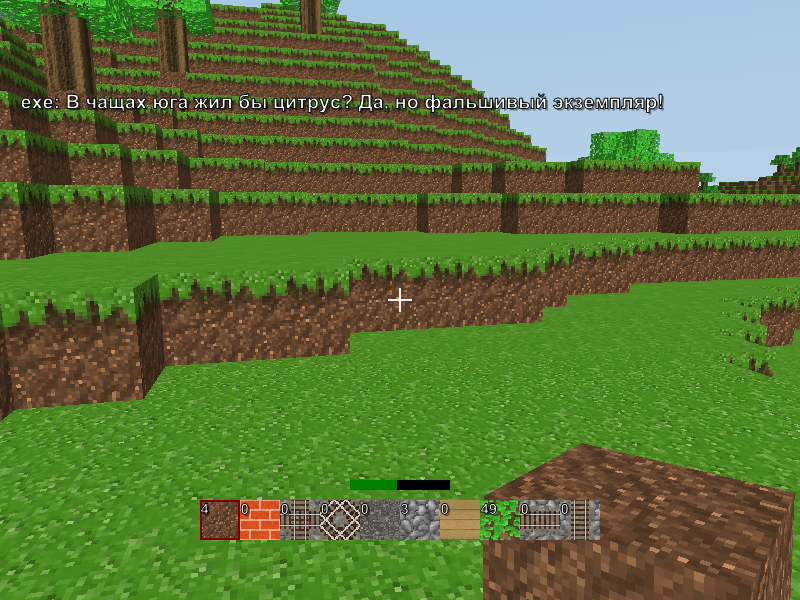 exe: В чащах юга жил бы цитрус? Да, но фальшивый экземпляр!
4 0 0 0 0 3 0 49 0 0